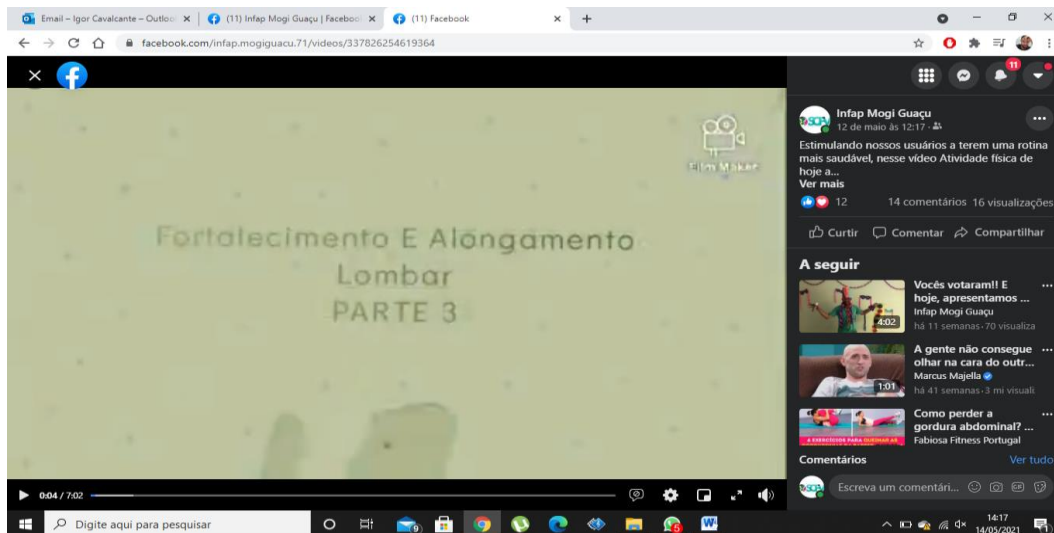 Email – Igor Cavalcante – Outloo
(11) Infap Mogi Guaçu | Facebook
(11) Facebook
facebook.com/infap.mogiguacu.71/videos/337826254619364
11
Film Maker
Fortalecimento E Alongamento
Lombar
PARTE 3
0:04 / 7:02
Infap Mogi Guaçu
12 de maio às 12:17 ·
Estimulando nossos usuários a terem uma rotina
mais saudável, nesse vídeo Atividade física de
hoje a...
Ver mais
12 14 comentários 16 visualizações
Curtir Comentar Compartilhar
A seguir
Vocês votaram!! E
hoje, apresentamos ...
Infap Mogi Guaçu
há 11 semanas · 70 visualiza
4:02
A gente não consegue
olhar na cara do outr...
Marcus Majella
há 41 semanas · 3 mi visuali
1:01
Como perder a
gordura abdominal? ...
Fabiosa Fitness Portugal
Comentários Ver tudo
Escreva um comentári...
Digite aqui para pesquisar
14:17
14/05/2021